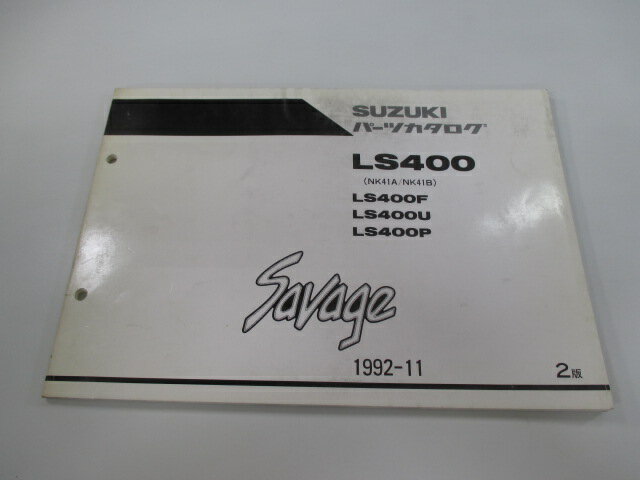 SUZUKI
パーツカタログ
LS400
(NK41A/NK41B)
LS400F
LS400U
LS400P
Savage
1992-11
2版